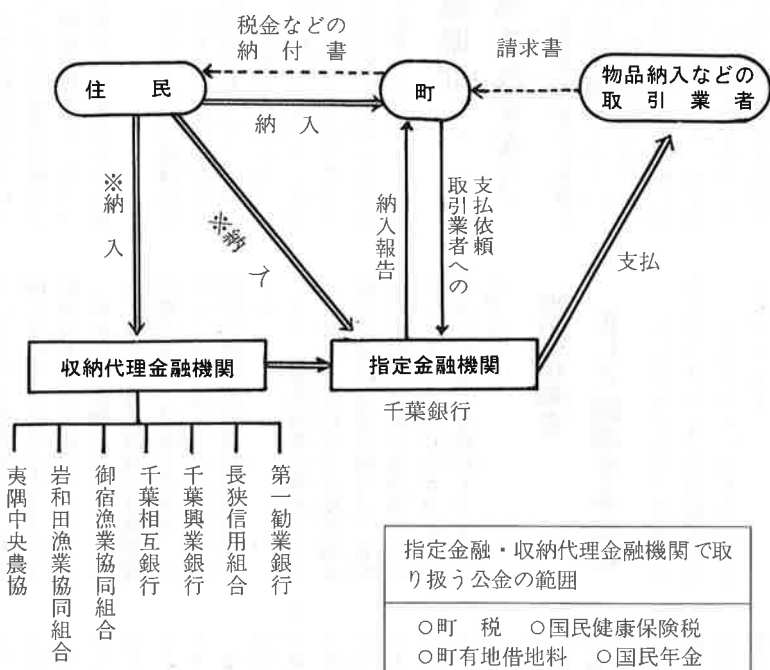 税金などの
納付書
請求書
住民
町
物品納入などの
取引業者
納入
※納入
※納入
納入報告
取引業者への
支払依頼
支払
収納代理金融機関
指定金融機関
千葉銀行
夷隅中央農協
岩和田漁業協同組合
御宿漁業協同組合
千葉相互銀行
千葉興業銀行
長狭信用組合
第一勧業銀行
指定金融・収納代理金融機関で取
り扱う公金の範囲
○町 税 ○国民健康保険税
○町有地借地料 ○国民年金